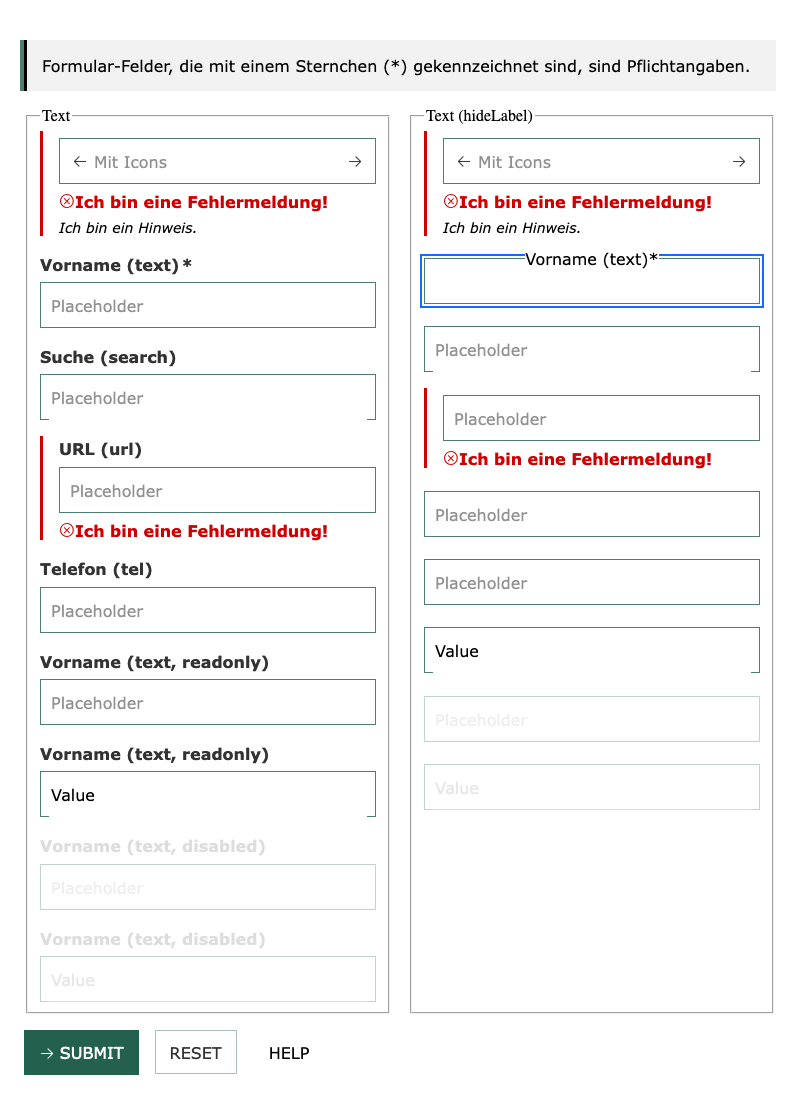 Formular-Felder, die mit einem Sternchen (*) gekennzeichnet sind, sind Pflichtangaben.
Text
← Mit Icons →
Ich bin eine Fehlermeldung!
Ich bin ein Hinweis.
Vorname (text)*
Placeholder
Suche (search)
Placeholder
URL (url)
Placeholder
Ich bin eine Fehlermeldung!
Telefon (tel)
Placeholder
Vorname (text, readonly)
Placeholder
Vorname (text, readonly)
Value
Vorname (text, disabled)
Placeholder
Vorname (text, disabled)
Value
Text (hideLabel)
← Mit Icons →
Ich bin eine Fehlermeldung!
Ich bin ein Hinweis.
Vorname (text)*
Placeholder
Placeholder
Ich bin eine Fehlermeldung!
Placeholder
Placeholder
Value
Placeholder
Value
→ SUBMIT RESET HELP